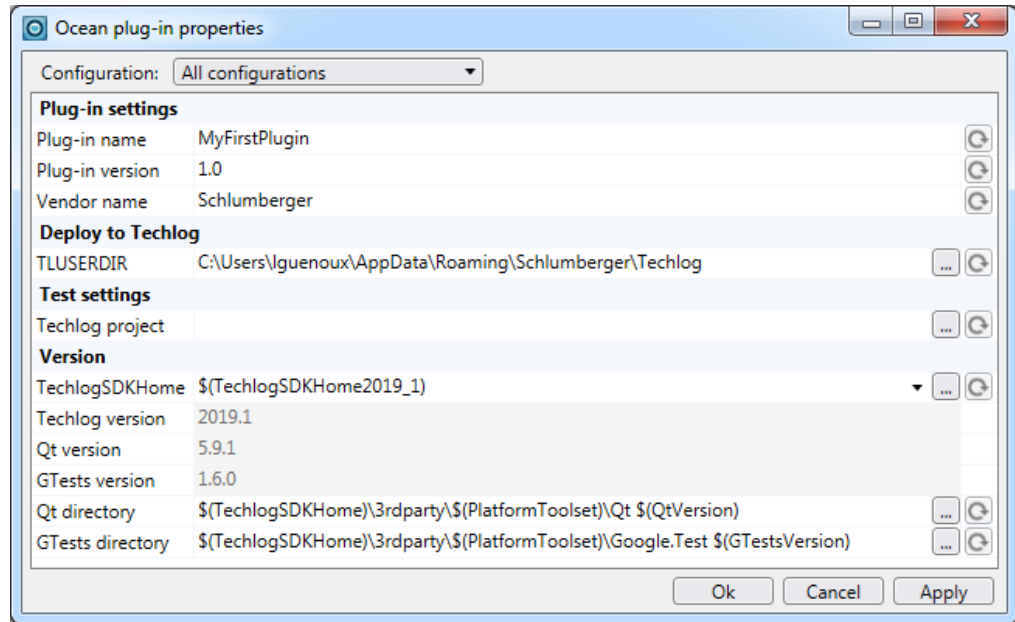 Ocean plug-in properties
Configuration: All configurations
Plug-in settings
Plug-in name MyFirstPlugin
Plug-in version 1.0
Vendor name Schlumberger
Deploy to Techlog
TLUSERDIR C:\Users\lguenoux\AppData\Roaming\Schlumberger\Techlog ...
Test settings
Techlog project ...
Version
TechlogSDKHome $(TechlogSDKHome2019_1) ...
Techlog version 2019.1
Qt version 5.9.1
GTests version 1.6.0
Qt directory $(TechlogSDKHome)\3rdparty\$(PlatformToolset)\Qt $(QtVersion) ...
GTests directory $(TechlogSDKHome)\3rdparty\$(PlatformToolset)\Google.Test $(GTestsVersion) ...
Ok Cancel Apply